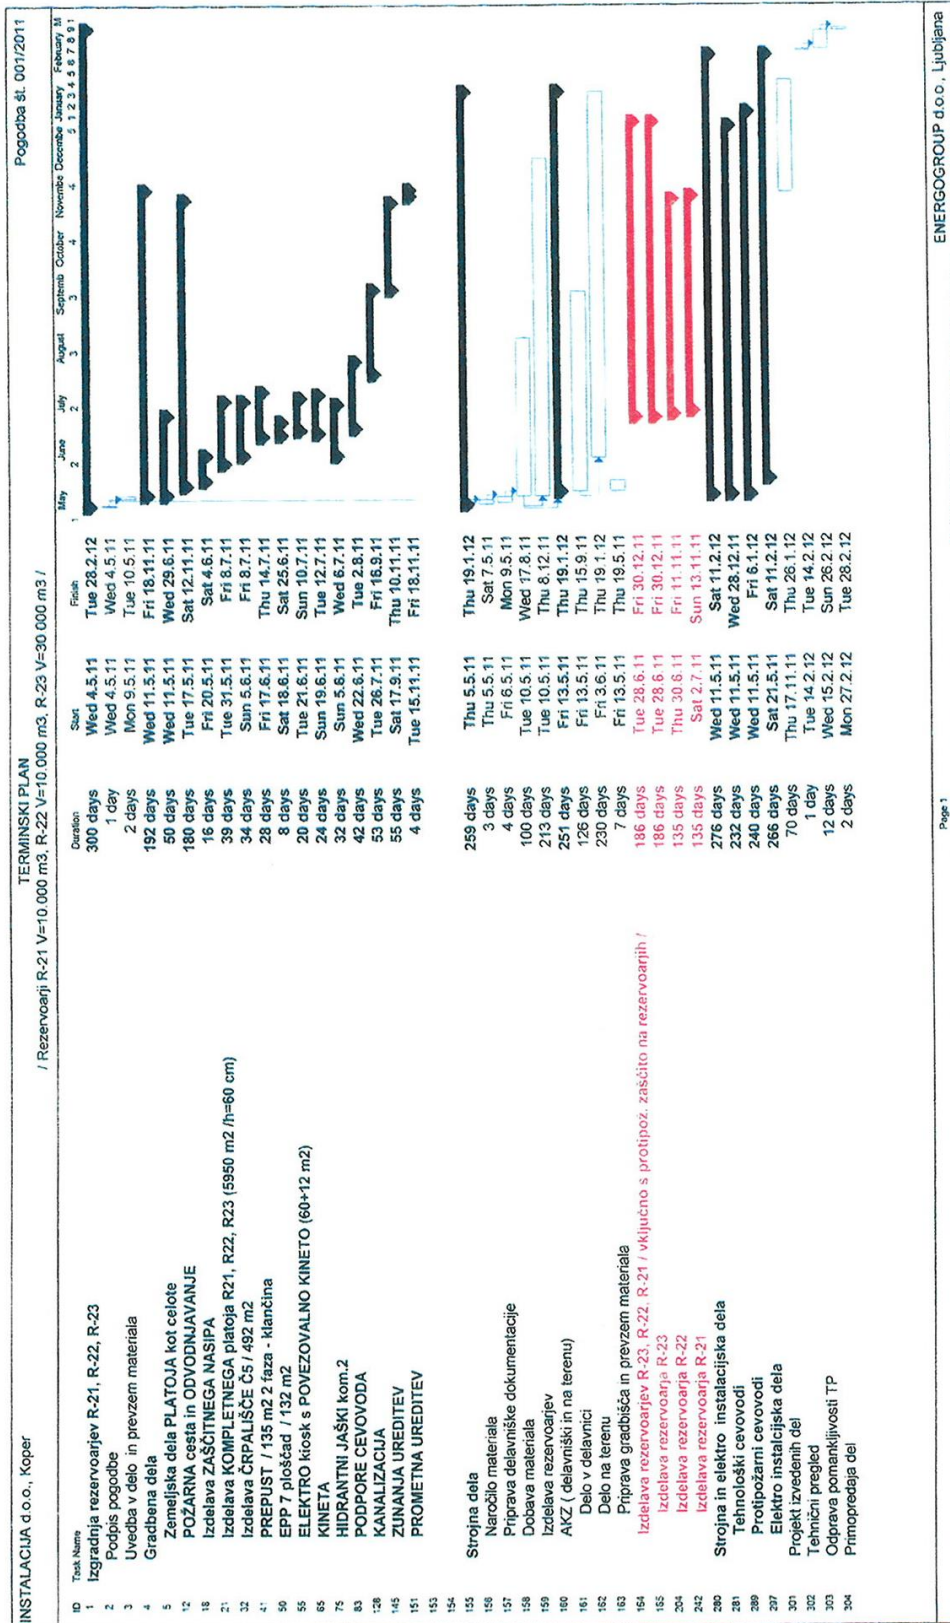 INSTALACIJA d.o.o., Koper
TERMINSKI PLAN
Pogodba št. 001/2011
/ Rezervoarji R-21 V=10.000 m3, R-22 V=10.000 m3, R-23 V=30 000 m3 /
ID Task Name Duration Start Finish
May June July August Septemb October Novembe Decembe January February M
1 2 2 3 3 4 4 5 1 2 3 4 5 6 7 8 9 1
1 Izgradnja rezervoarjev R-21, R-22, R-23 300 days Wed 4.5.11 Tue 28.2.12
2 Podpis pogodbe 1 day Wed 4.5.11 Wed 4.5.11
3 Uvedba v delo in prevzem materiala 2 days Mon 9.5.11 Tue 10.5.11
4 Gradbena dela 192 days Wed 11.5.11 Fri 18.11.11
5 Zemeljska dela PLATOJA kot celote 50 days Wed 11.5.11 Wed 29.6.11
12 POŽARNA cesta in ODVODNJAVANJE 180 days Tue 17.5.11 Sat 12.11.11
18 Izdelava ZAŠČITNEGA NASIPA 16 days Fri 20.5.11 Sat 4.6.11
21 Izdelava KOMPLETNEGA platoja R21, R22, R23 (5950 m2 /h=60 cm) 39 days Tue 31.5.11 Fri 8.7.11
32 Izdelava ČRPALIŠČE Č5 / 492 m2 34 days Sun 5.6.11 Fri 8.7.11
41 PREPUST / 135 m2 2 faza - klančina 28 days Fri 17.6.11 Thu 14.7.11
50 EPP 7 ploščad / 132 m2 8 days Sat 18.6.11 Sat 25.6.11
55 ELEKTRO kiosk s POVEZOVALNO KINETO (60+12 m2) 20 days Tue 21.6.11 Sun 10.7.11
65 KINETA 24 days Sun 19.6.11 Tue 12.7.11
75 HIDRANTNI JAŠKI kom.2 32 days Sun 5.6.11 Wed 6.7.11
83 PODPORE CEVOVODA 42 days Wed 22.6.11 Tue 2.8.11
128 KANALIZACIJA 53 days Tue 26.7.11 Fri 16.9.11
145 ZUNANJA UREDITEV 55 days Sat 17.9.11 Thu 10.11.11
151 PROMETNA UREDITEV 4 days Tue 15.11.11 Fri 18.11.11
153
154
155 Strojna dela 259 days Thu 5.5.11 Thu 19.1.12
156 Naročilo materiala 3 days Thu 5.5.11 Sat 7.5.11
157 Priprava delavniške dokumentacije 4 days Fri 6.5.11 Mon 9.5.11
158 Dobava materiala 100 days Tue 10.5.11 Wed 17.8.11
159 Izdelava rezervoarjev 213 days Tue 10.5.11 Thu 8.12.11
160 AKZ ( delavniški in na terenu) 251 days Fri 13.5.11 Thu 19.1.12
161 Delo v delavnici 126 days Fri 13.5.11 Thu 15.9.11
162 Delo na terenu 230 days Fri 3.6.11 Thu 19.1.12
163 Priprava gradbišča in prevzem materiala 7 days Fri 13.5.11 Thu 19.5.11
164 Izdelava rezervoarjev R-23, R-22, R-21 / vključno s protipož. zaščito na rezervoarjih / 186 days Tue 28.6.11 Fri 30.12.11
165 Izdelava rezervoarja R-23 186 days Tue 28.6.11 Fri 30.12.11
204 Izdelava rezervoarja R-22 135 days Thu 30.6.11 Fri 11.11.11
242 Izdelava rezervoarja R-21 135 days Sat 2.7.11 Sun 13.11.11
280 Strojna in elektro instalacijska dela 276 days Wed 11.5.11 Sat 11.2.12
281 Tehnološki cevovodi 232 days Wed 11.5.11 Wed 28.12.11
289 Protipožarni cevovodi 240 days Wed 11.5.11 Fri 6.1.12
297 Elektro instalcijska dela 266 days Sat 21.5.11 Sat 11.2.12
301 Projekt izvedenih del 70 days Thu 17.11.11 Thu 26.1.12
302 Tehnični pregled 1 day Tue 14.2.12 Tue 14.2.12
303 Odprava pomanjkljivosti TP 12 days Wed 15.2.12 Sun 26.2.12
304 Primopredaja del 2 days Mon 27.2.12 Tue 28.2.12
Page 1
ENERGOGROUP d.o.o., Ljubljana